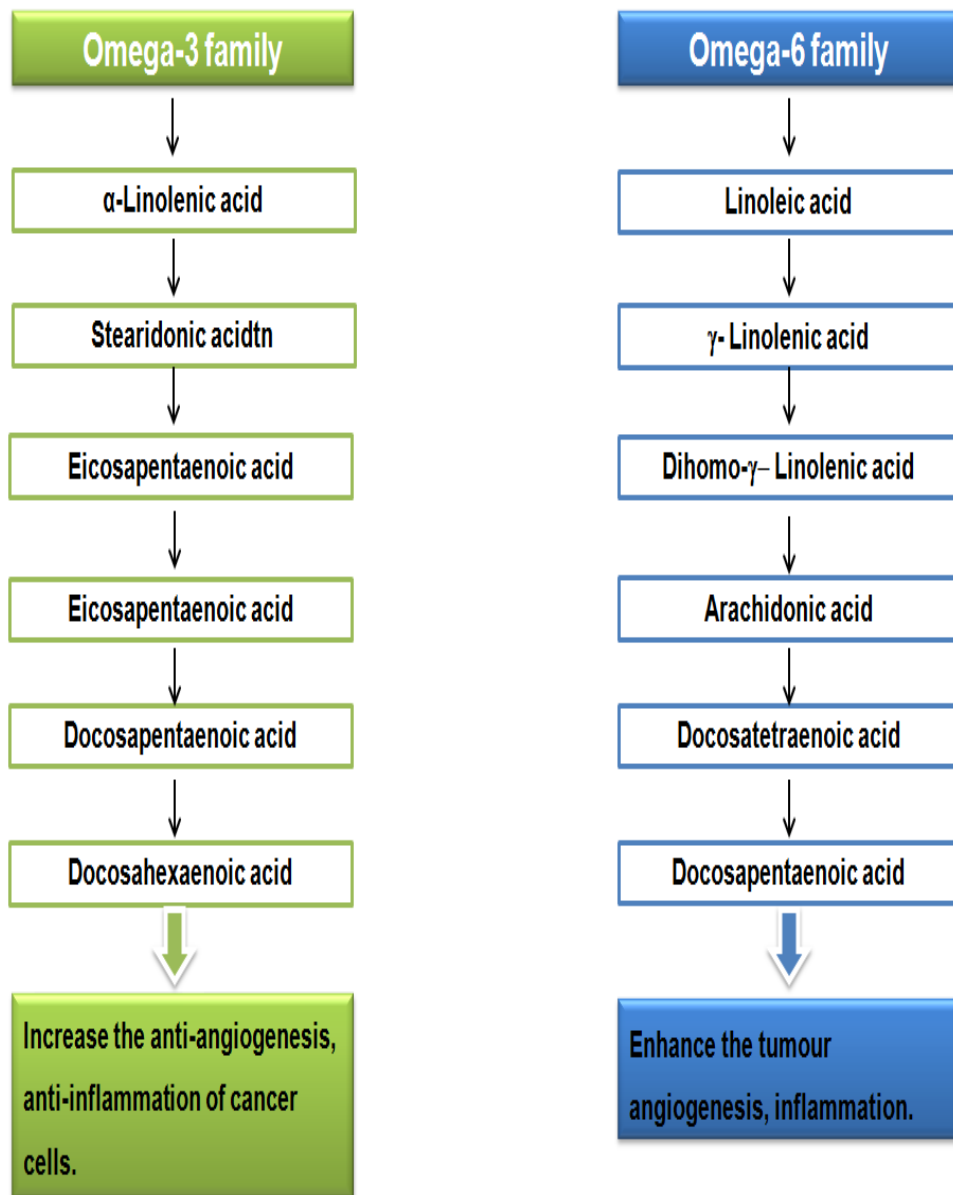 Omega-3 family
α-Linolenic acid
Stearidonic acidtn
Eicosapentaenoic acid
Eicosapentaenoic acid
Docosapentaenoic acid
Docosahexaenoic acid
Increase the anti-angiogenesis,
anti-inflammation of cancer
cells.
Omega-6 family
Linoleic acid
γ- Linolenic acid
Dihomo-γ– Linolenic acid
Arachidonic acid
Docosatetraenoic acid
Docosapentaenoic acid
Enhance the tumour
angiogenesis, inflammation.